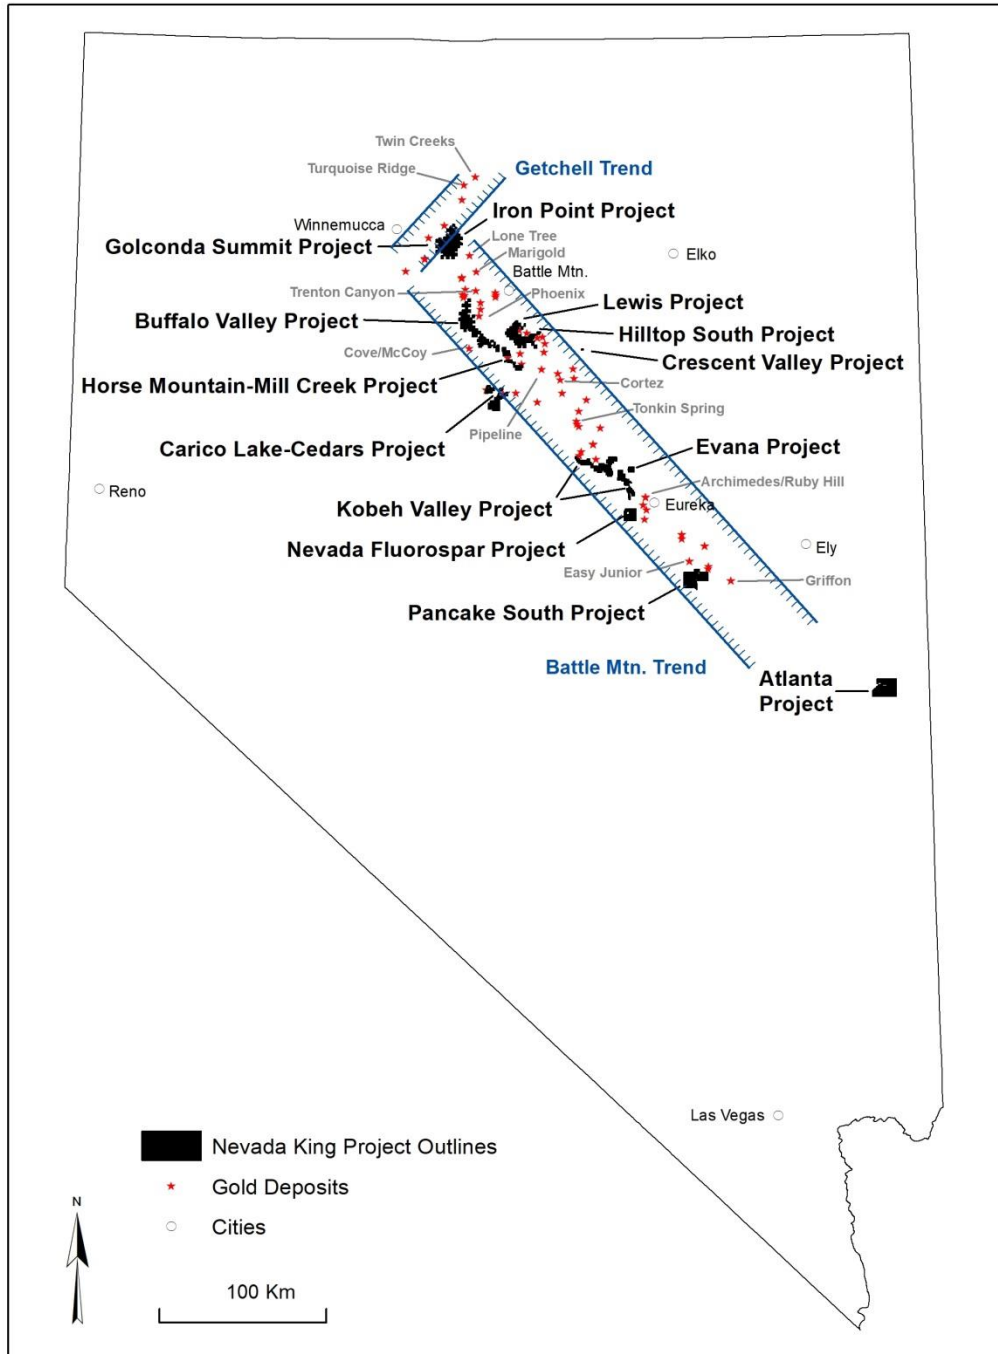 Twin Creeks
Turquoise Ridge
Getchell Trend
Iron Point Project
Winnemucca
Golconda Summit Project
Lone Tree
Marigold
Elko
Battle Mtn.
Trenton Canyon
Phoenix
Lewis Project
Buffalo Valley Project
Hilltop South Project
Cove/McCoy
Crescent Valley Project
Horse Mountain-Mill Creek Project
Cortez
Tonkin Spring
Pipeline
Carico Lake-Cedars Project
Evana Project
Archimedes/Ruby Hill
Reno
Kobeh Valley Project
Eureka
Nevada Fluorospar Project
Ely
Easy Junior
Griffon
Pancake South Project
Battle Mtn. Trend
Atlanta
Project
Las Vegas
Nevada King Project Outlines
Gold Deposits
Cities
N
100 Km